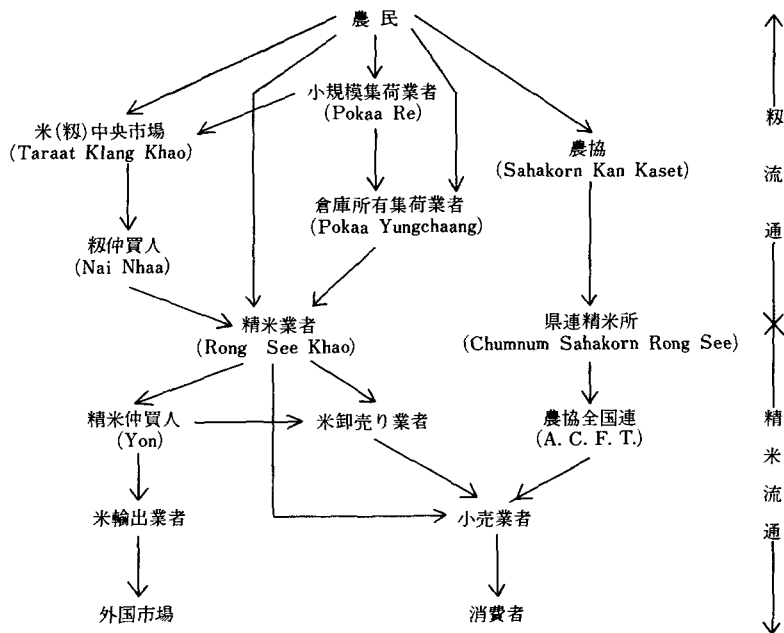 農民
小規模集荷業者
(Pokaa Re)
米(籾)中央市場
(Taraat Klang Khao)
農協
(Sahakorn Kan Kaset)
倉庫所有集荷業者
(Pokaa Yungchaang)
籾仲買人
(Nai Nhaa)
精米業者
(Rong See Khao)
県連精米所
(Chumnum Sahakorn Rong See)
精米仲買人
(Yon)
米卸売り業者
農協全国連
(A. C. F. T.)
米輸出業者
小売業者
外国市場
消費者
籾流通
精米流通